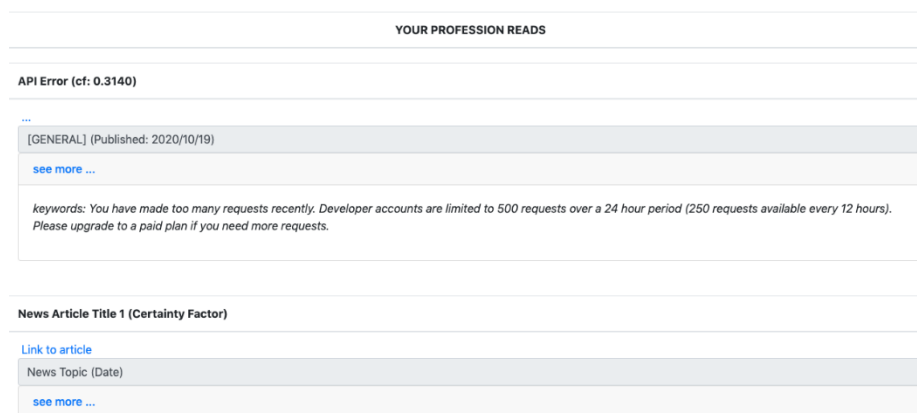 YOUR PROFESSION READS
API Error (cf: 0.3140)
...
[GENERAL] (Published: 2020/10/19)
see more ...
keywords: You have made too many requests recently. Developer accounts are limited to 500 requests over a 24 hour period (250 requests available every 12 hours).
Please upgrade to a paid plan if you need more requests.
News Article Title 1 (Certainty Factor)
Link to article
News Topic (Date)
see more ...